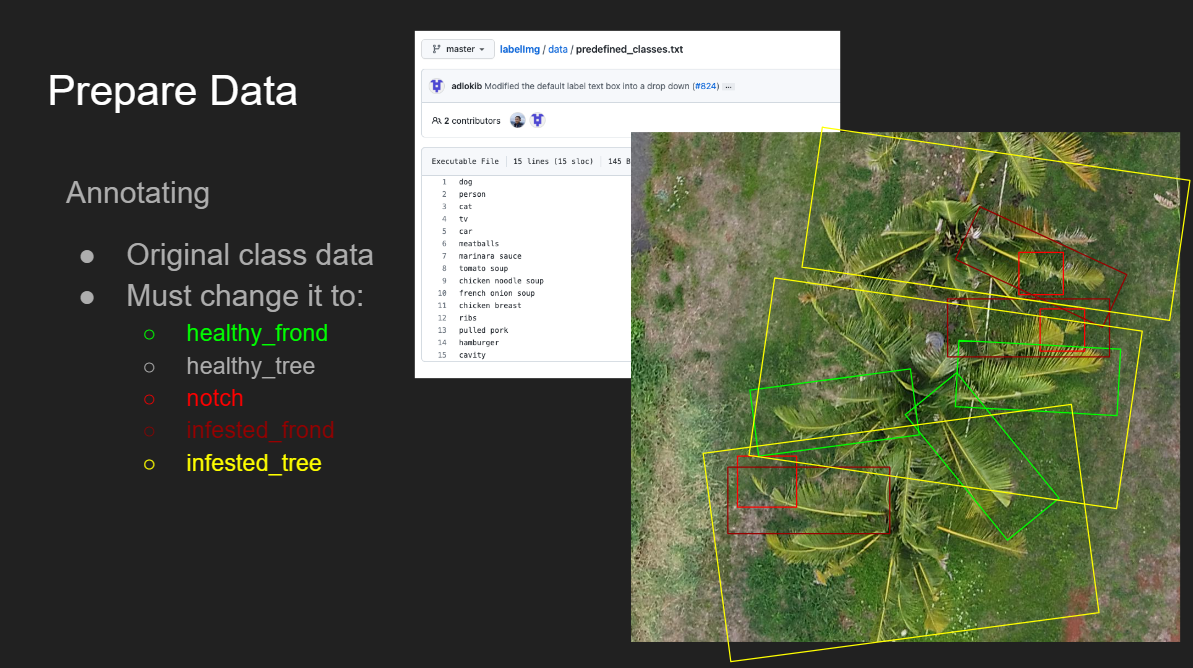 Prepare Data
Annotating
● Original class data
● Must change it to:
○ healthy_frond
○ healthy_tree
○ notch
○ infested_frond
○ infested_tree
master labelImg / data / predefined_classes.txt
adlokib Modified the default label text box into a drop down (#824) ...
2 contributors
Executable File 15 lines (15 sloc) 145 B
1 dog
2 person
3 cat
4 tv
5 car
6 meatballs
7 marinara sauce
8 tomato soup
9 chicken noodle soup
10 french onion soup
11 chicken breast
12 ribs
13 pulled pork
14 hamburger
15 cavity